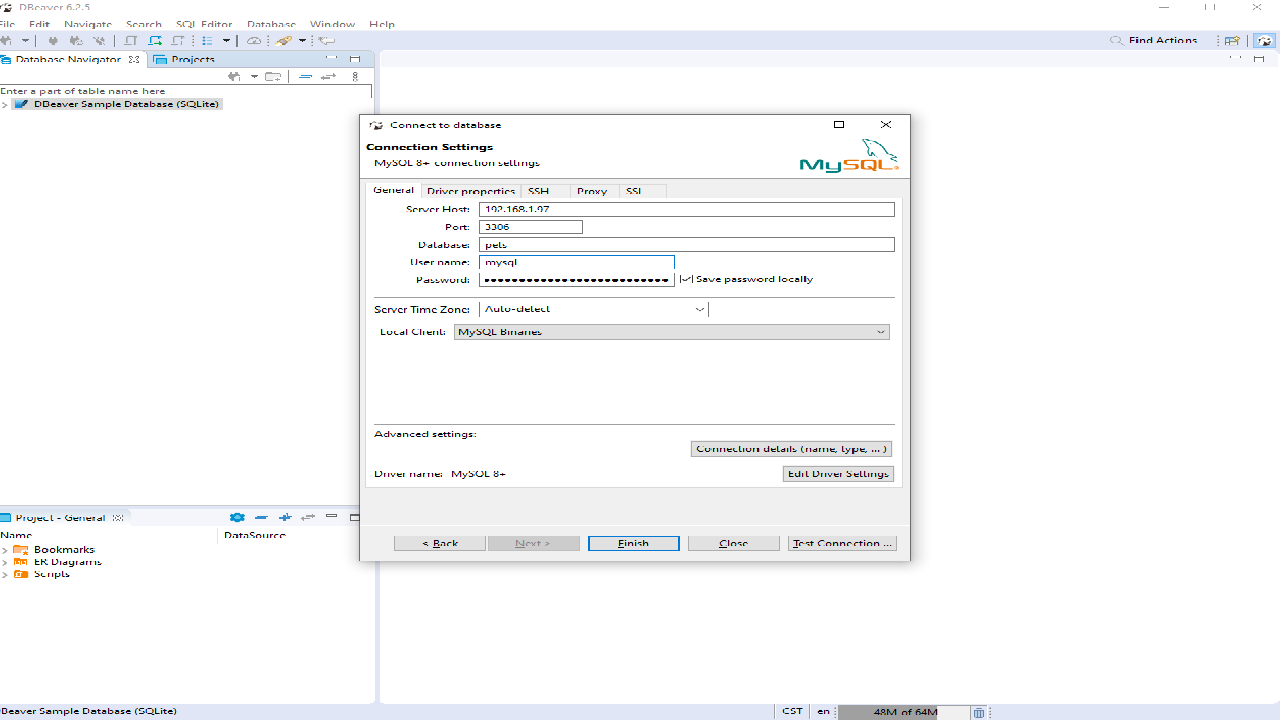 DBeaver 6.2.5
File Edit Navigate Search SQL Editor Database Window Help
Find Actions
Database Navigator Projects
Enter a part of table name here
DBeaver Sample Database (SQLite)
Connect to database
Connection Settings
MySQL 8+ connection settings
MySQL
General Driver properties SSH Proxy SSL
Server Host: 192.168.1.97
Port: 3306
Database: pets
User name: mysql
Password: Save password locally
Server Time Zone: Auto-detect
Local Client: MySQL Binaries
Advanced settings:
Connection details (name, type, ... )
Driver name: MySQL 8+
Edit Driver Settings
< Back Next > Finish Close Test Connection ...
Project - General
Name DataSource
Bookmarks
ER Diagrams
Scripts
DBeaver Sample Database (SQLite) CST en 48M of 64M